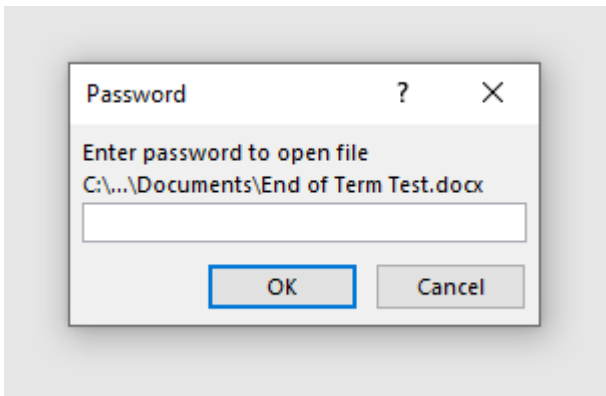 Password ?
Enter password to open file
C:\...\Documents\End of Term Test.docx
OK Cancel